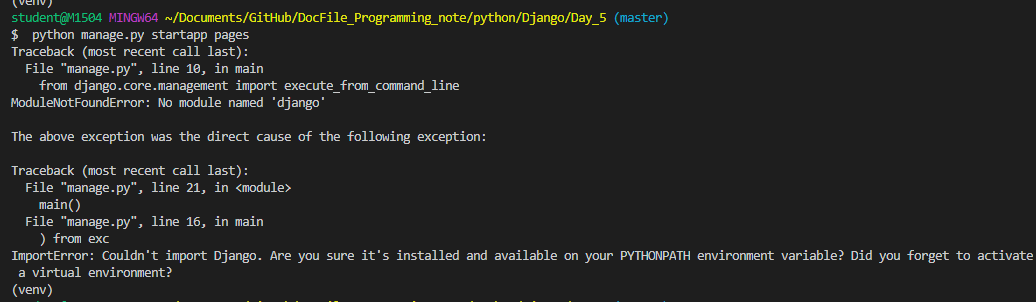 (venv)
student@M1504 MINGW64 ~/Documents/GitHub/DocFile_Programming_note/python/Django/Day_5 (master)
$  python manage.py startapp pages
Traceback (most recent call last):
  File "manage.py", line 10, in main
    from django.core.management import execute_from_command_line
ModuleNotFoundError: No module named 'django'

The above exception was the direct cause of the following exception:

Traceback (most recent call last):
  File "manage.py", line 21, in <module>
    main()
  File "manage.py", line 16, in main
    ) from exc
ImportError: Couldn't import Django. Are you sure it's installed and available on your PYTHONPATH environment variable? Did you forget to activate
 a virtual environment?
(venv)